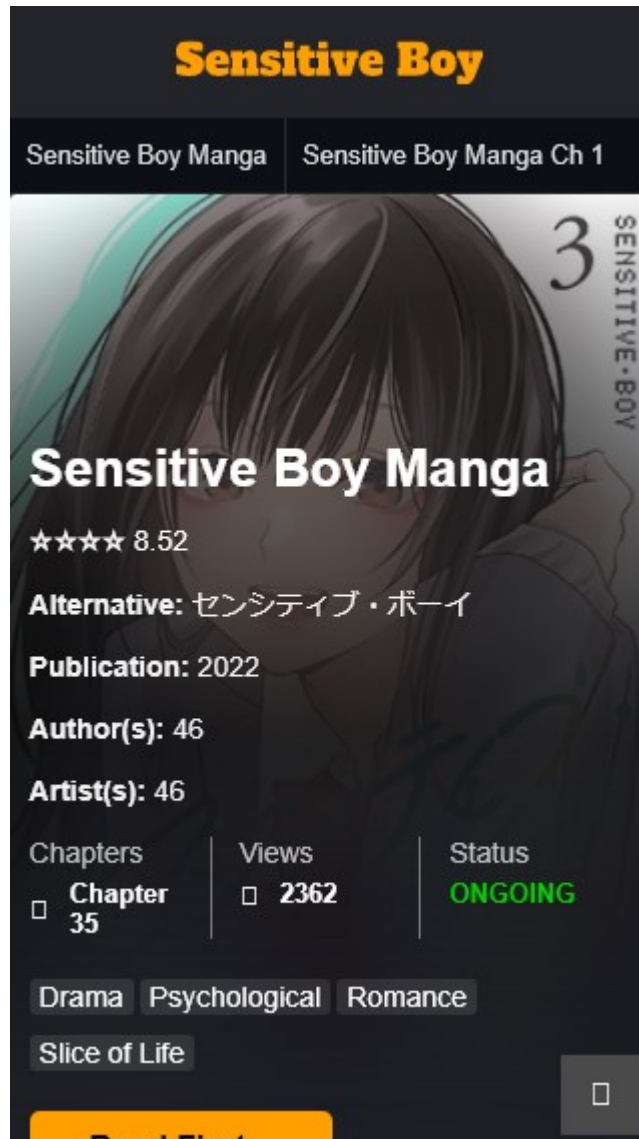 Sensitive Boy
Sensitive Boy Manga
Sensitive Boy Manga Ch 1
3
SENSITIVE·BOY
Sensitive Boy Manga
☆☆☆☆ 8.52
Alternative: センシティブ・ボーイ
Publication: 2022
Author(s): 46
Artist(s): 46
Chapters
Chapter
35
Views
2362
Status
ONGOING
Drama Psychological Romance
Slice of Life